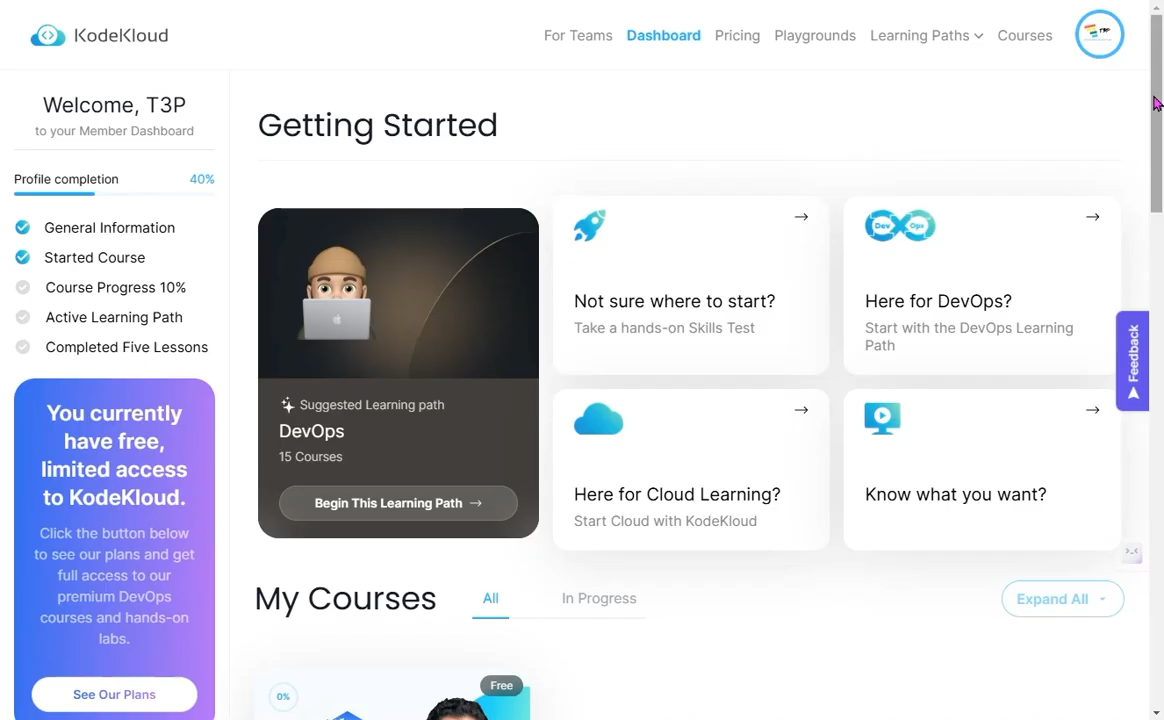 KodeKloud
For Teams
Dashboard
Pricing
Playgrounds
Learning Paths
Courses
Welcome, T3P
to your Member Dashboard
Profile completion 40%
General Information
Started Course
Course Progress 10%
Active Learning Path
Completed Five Lessons
You currently
have free,
limited access
to KodeKloud.
Click the button below
to see our plans and get
full access to our
premium DevOps
courses and hands-on
labs.
See Our Plans
Getting Started
Suggested Learning path
DevOps
15 Courses
Begin This Learning Path →
Not sure where to start?
Take a hands-on Skills Test
Dev Ops
Here for DevOps?
Start with the DevOps Learning
Path
Here for Cloud Learning?
Start Cloud with KodeKloud
Know what you want?
Feedback
My Courses
All
In Progress
Expand All
0%
Free